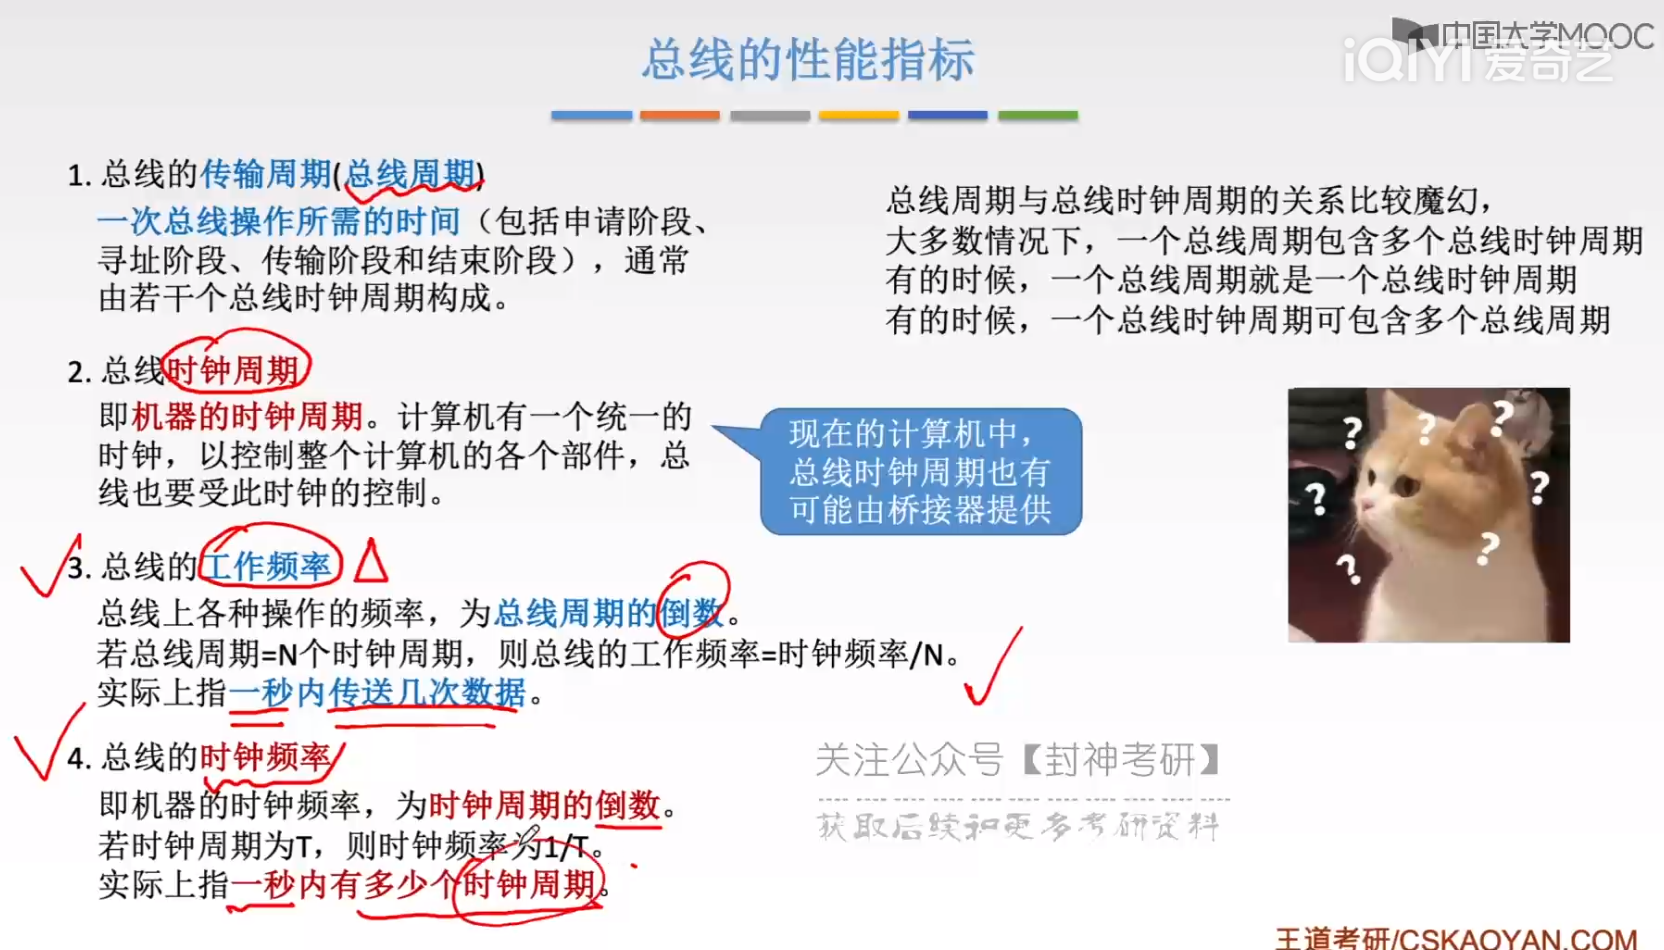 中国大学MOOC
iQIYI 爱奇艺
总线的性能指标
1. 总线的传输周期(总线周期)
一次总线操作所需的时间（包括申请阶段、
寻址阶段、传输阶段和结束阶段），通常
由若干个总线时钟周期构成。
总线周期与总线时钟周期的关系比较魔幻，
大多数情况下，一个总线周期包含多个总线时钟周期
有的时候，一个总线周期就是一个总线时钟周期
有的时候，一个总线时钟周期可包含多个总线周期
2. 总线时钟周期
即机器的时钟周期。计算机有一个统一的
时钟，以控制整个计算机的各个部件，总
线也要受此时钟的控制。
现在的计算机中，
总线时钟周期也有
可能由桥接器提供
? ? ? ? ? ? ?
3. 总线的工作频率
总线上各种操作的频率，为总线周期的倒数。
若总线周期=N个时钟周期，则总线的工作频率=时钟频率/N。
实际上指一秒内传送几次数据。
4. 总线的时钟频率
即机器的时钟频率，为时钟周期的倒数。
若时钟周期为T，则时钟频率为1/T。
实际上指一秒内有多少个时钟周期。
关注公众号【封神考研】
获取后续和更多考研资料
王道考研/CSKAOYAN.COM